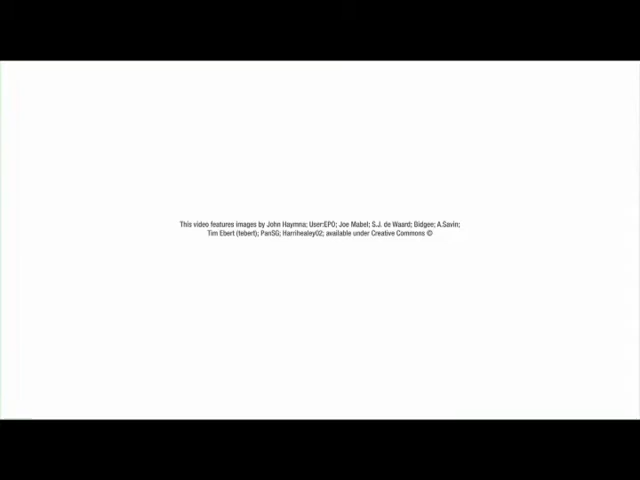 This video features images by John Haymna; User:EPO; Joe Mabel; S.J. de Waard; Bidgee; A.Savin;
Tim Ebert (tebert); PanSG; Harrihealey02; available under Creative Commons ©